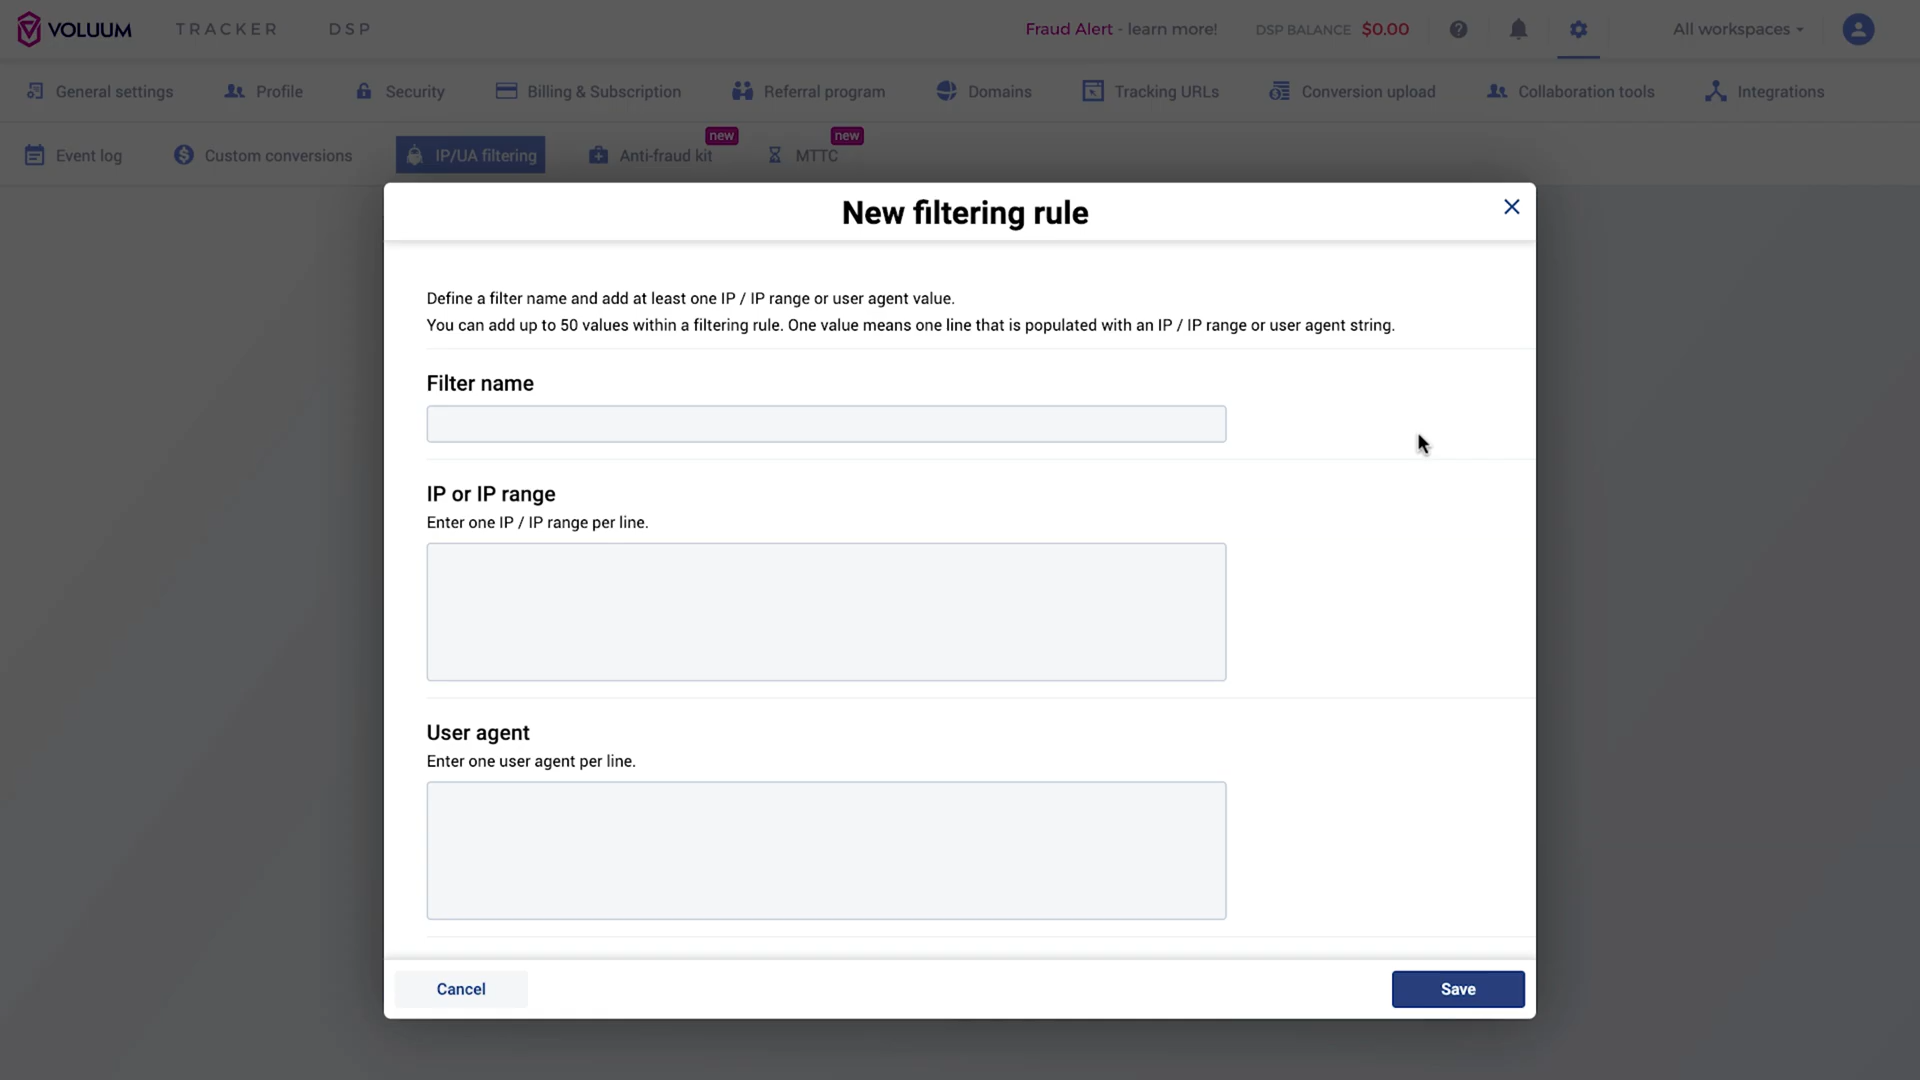 VOLUUM TRACKER DSP Fraud Alert - learn more! DSP BALANCE $0.00 All workspaces
General settings Profile Security Billing & Subscription Referral program Domains Tracking URLs Conversion upload Collaboration tools Integrations
new new
Event log Custom conversions IP/UA filtering Anti-fraud kit MTTC
New filtering rule
Define a filter name and add at least one IP / IP range or user agent value.
You can add up to 50 values within a filtering rule. One value means one line that is populated with an IP / IP range or user agent string.
Filter name
IP or IP range
Enter one IP / IP range per line.
User agent
Enter one user agent per line.
Cancel Save